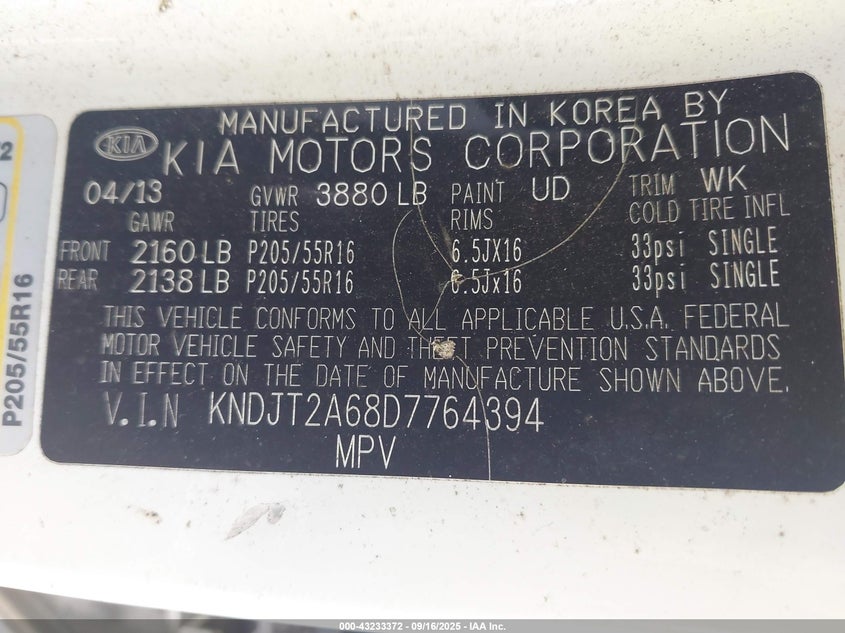 MANUFACTURED IN KOREA BY
KIA KIA MOTORS CORPORATION
04/13 GVWR 3880 LB PAINT UD TRIM WK
GAWR TIRES RIMS COLD TIRE INFL
FRONT 2160 LB P205/55R16 6.5JX16 33psi SINGLE
REAR 2138 LB P205/55R16 6.5Jx16 33psi SINGLE
THIS VEHICLE CONFORMS TO ALL APPLICABLE U.S.A. FEDERAL
MOTOR VEHICLE SAFETY AND THEFT PREVENTION STANDARDS
IN EFFECT ON THE DATE OF MANUFACTURE SHOWN ABOVE.
V.I.N KNDJT2A68D7764394
MPV
P205/55R16
000-43233372 | 09/16/2025 - IAA Inc.